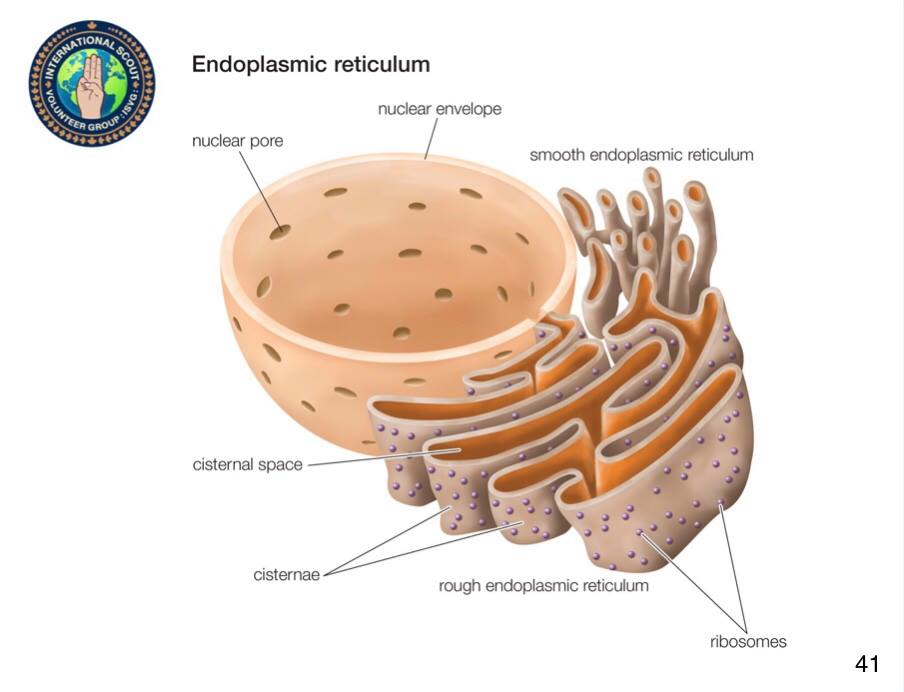 INTERNATIONAL SCOUT
VOLUNTEER GROUP : ISVG :
Endoplasmic reticulum
nuclear envelope
nuclear pore
smooth endoplasmic reticulum
cisternal space
cisternae
rough endoplasmic reticulum
ribosomes
41